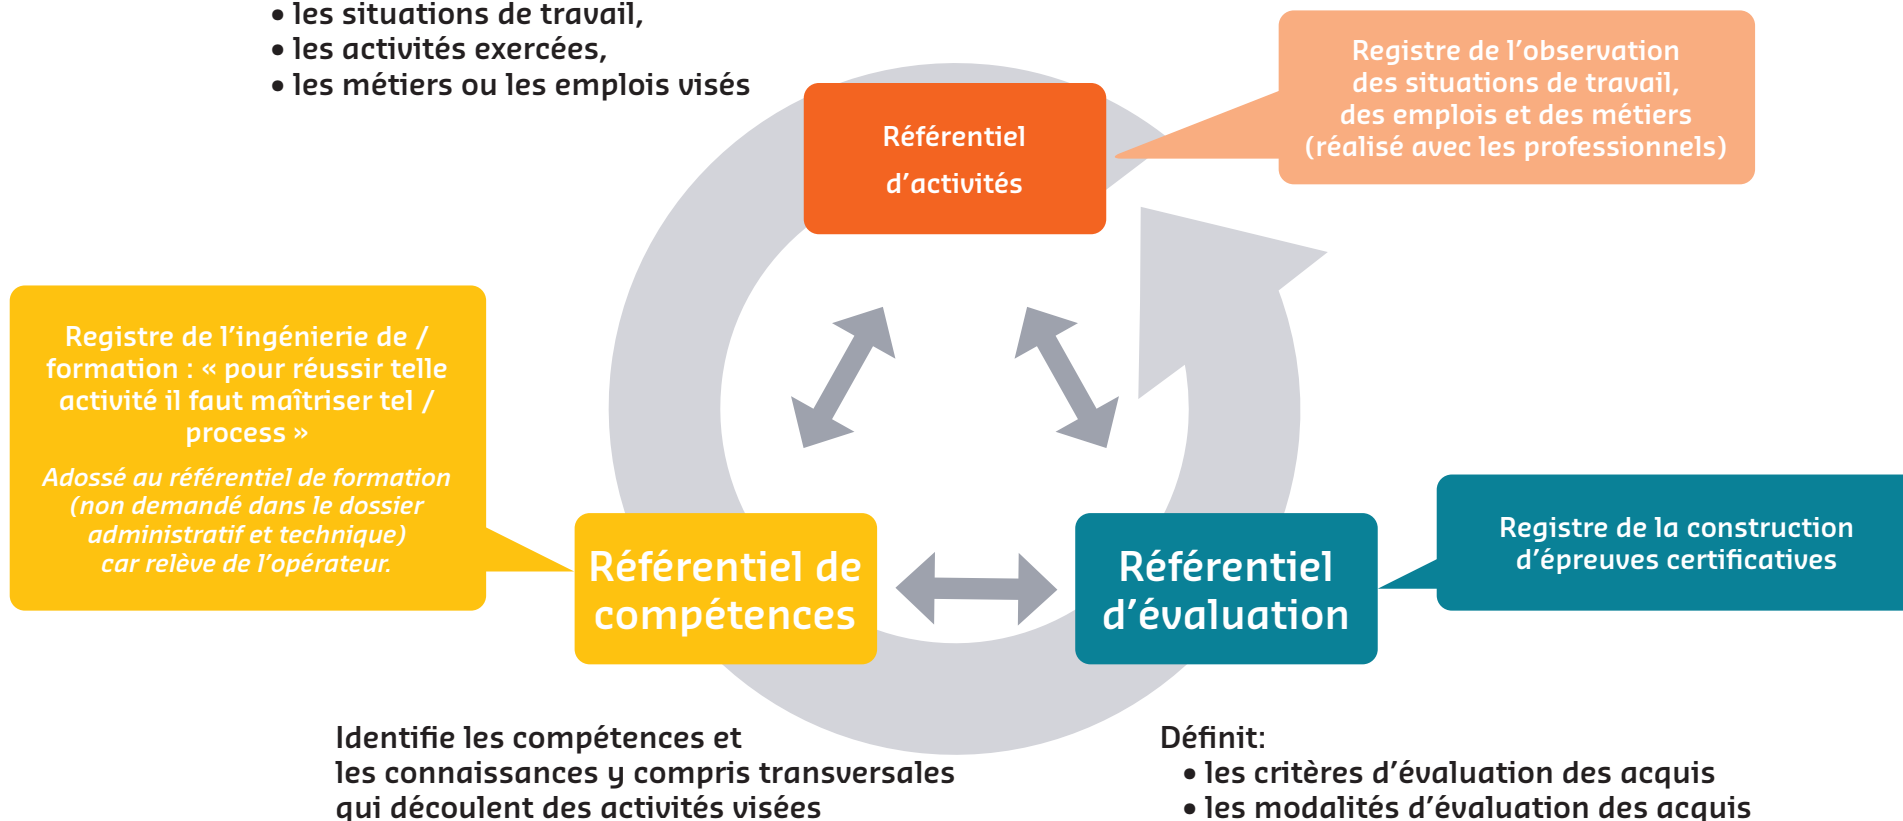 • les situations de travail,
• les activités exercées,
• les métiers ou les emplois visés
Référentiel
d’activités
Registre de l’observation
des situations de travail,
des emplois et des métiers
(réalisé avec les professionnels)
Registre de l’ingénierie de /
formation : « pour réussir telle
activité il faut maîtriser tel /
process »
Adossé au référentiel de formation
(non demandé dans le dossier
administratif et technique)
car relève de l’opérateur.
Référentiel de
compétences
Référentiel
d’évaluation
Registre de la construction
d’épreuves certificatives
Identifie les compétences et
les connaissances y compris transversales
qui découlent des activités visées
Définit:
• les critères d’évaluation des acquis
• les modalités d’évaluation des acquis